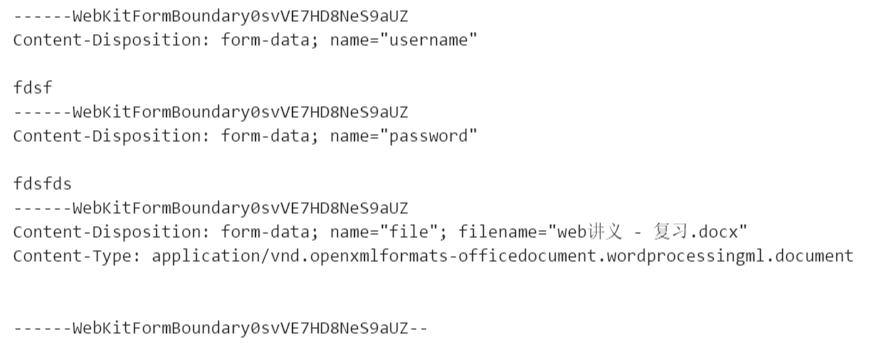 ------WebKitFormBoundary0svVE7HD8NeS9aUZ
Content-Disposition: form-data; name="username"
fdsf
------WebKitFormBoundary0svVE7HD8NeS9aUZ
Content-Disposition: form-data; name="password"
fdsfds
------WebKitFormBoundary0svVE7HD8NeS9aUZ
Content-Disposition: form-data; name="file"; filename="web讲义 - 复习.docx"
Content-Type: application/vnd.openxmlformats-officedocument.wordprocessingml.document
------WebKitFormBoundary0svVE7HD8NeS9aUZ--